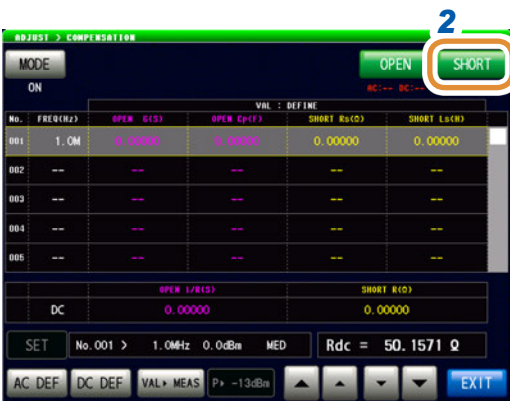 2
ADJUST > COMPENSATION
MODE OPEN SHORT
ON AC:-- DC:--
VAL : DEFINE
No. FREQ(Hz) OPEN G(S) OPEN Cp(F) SHORT Rs(Ω) SHORT Ls(H)
001 1.0M 0.00000 0.00000 0.00000 0.00000
002 -- -- -- -- --
003 -- -- -- -- --
004 -- -- -- -- --
005 -- -- -- -- --
OPEN 1/R(S) SHORT R(Ω)
DC 0.00000 0.00000
SET No.001 > 1.0MHz 0.0dBm MED Rdc = 50.1571 Ω
AC DEF DC DEF VAL▸ MEAS P▸ -13dBm EXIT